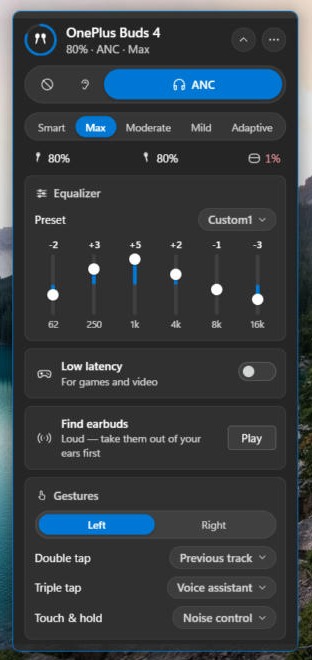 OnePlus Buds 4
80% · ANC · Max
ANC
Smart Max Moderate Mild Adaptive
80% 80% 1%
Equalizer
Preset Custom1
-2 +3 +5 +2 -1 -3
62 250 1k 4k 8k 16k
Low latency
For games and video
Find earbuds
Loud — take them out of your
ears first
Play
Gestures
Left Right
Double tap Previous track
Triple tap Voice assistant
Touch & hold Noise control